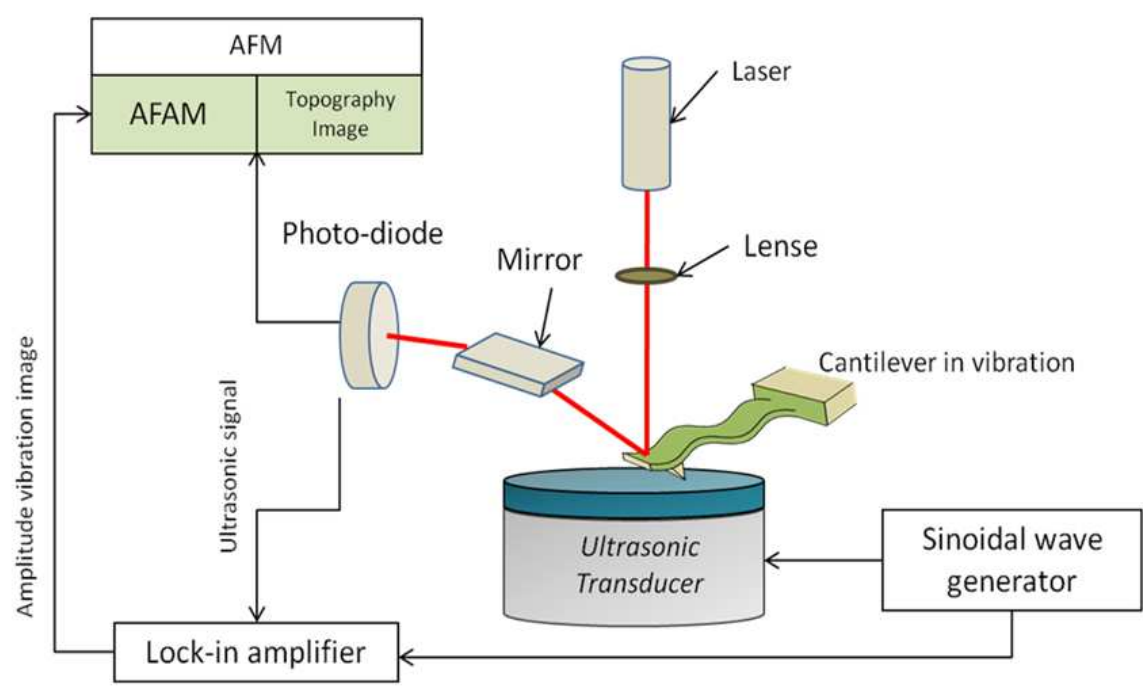 AFM
AFAM
Topography
Image
Laser
Photo-diode
Mirror
Lense
Cantilever in vibration
Amplitude vibration image
Ultrasonic signal
Ultrasonic
Transducer
Sinoidal wave
generator
Lock-in amplifier